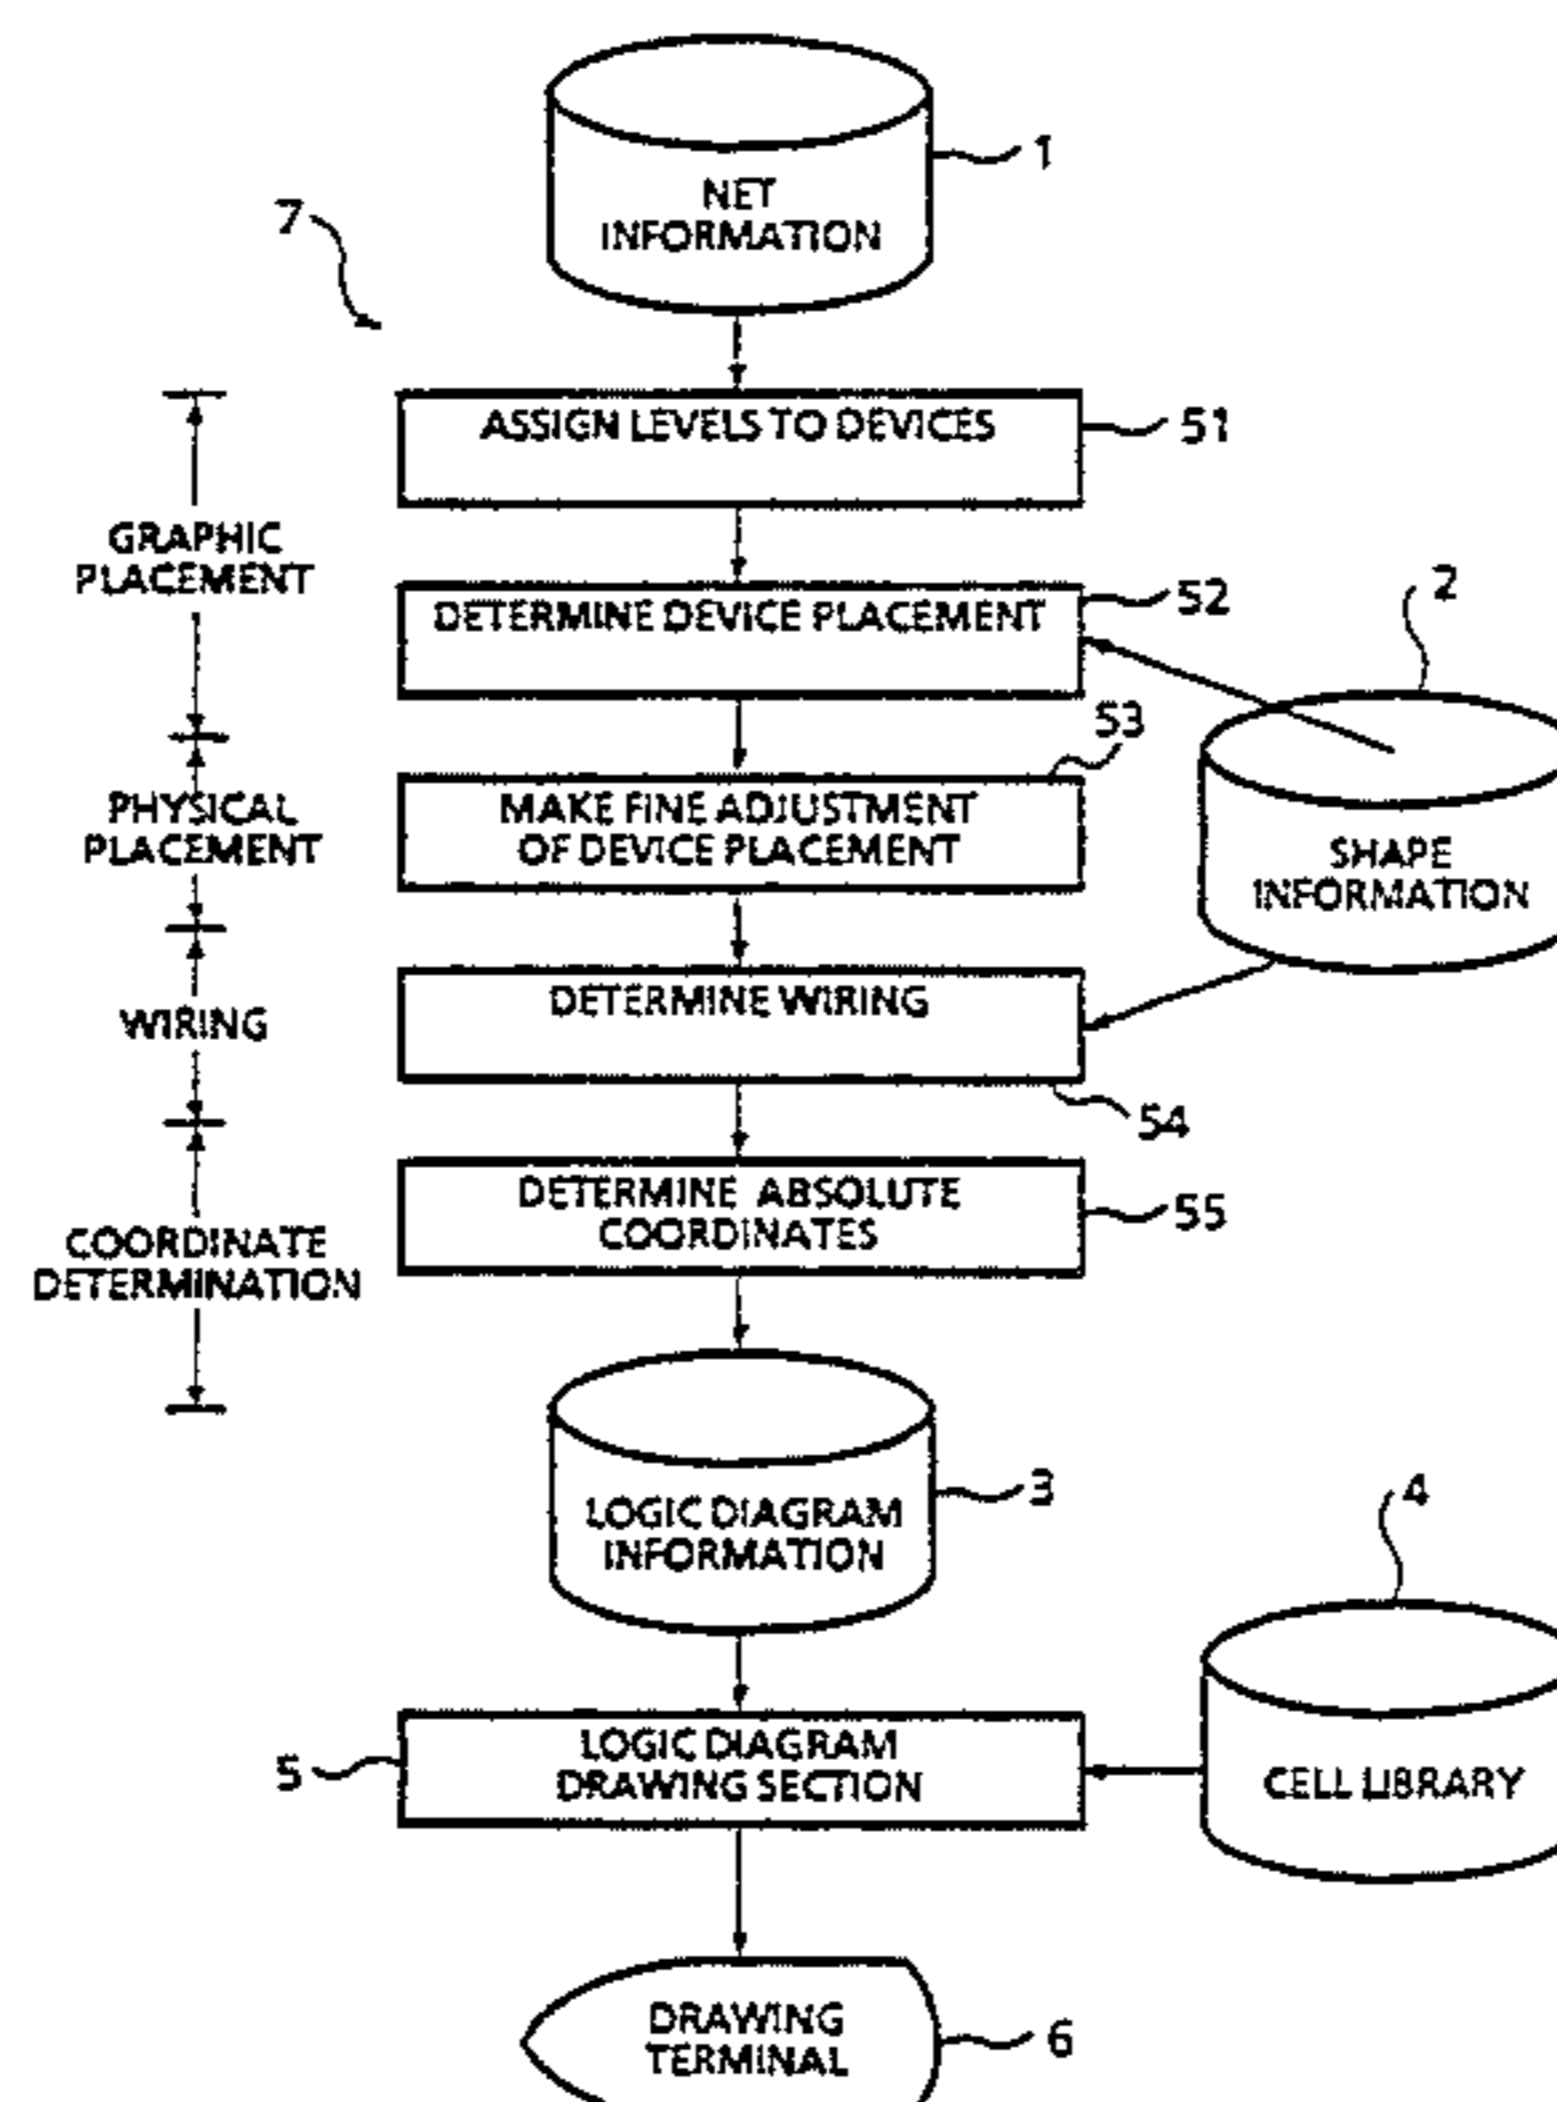 1
NET
INFORMATION
7
ASSIGN LEVELS TO DEVICES
51
GRAPHIC
PLACEMENT
DETERMINE DEVICE PLACEMENT
52
2
53
PHYSICAL
PLACEMENT
MAKE FINE ADJUSTMENT
OF DEVICE PLACEMENT
SHAPE
INFORMATION
WIRING
DETERMINE WIRING
54
COORDINATE
DETERMINATION
DETERMINE ABSOLUTE
COORDINATES
55
3
LOGIC DIAGRAM
INFORMATION
4
5
LOGIC DIAGRAM
DRAWING SECTION
CELL LIBRARY
DRAWING
TERMINAL
6